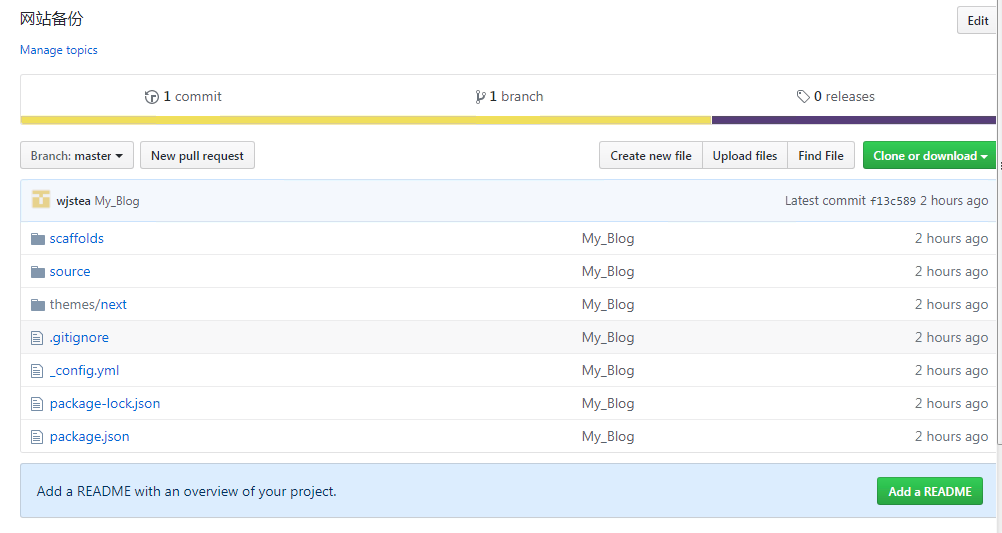 网站备份
Edit
Manage topics
1 commit
1 branch
0 releases
Branch: master
New pull request
Create new file
Upload files
Find File
Clone or download
wjstea My_Blog
Latest commit f13c589 2 hours ago
scaffolds My_Blog 2 hours ago
source My_Blog 2 hours ago
themes/next My_Blog 2 hours ago
.gitignore My_Blog 2 hours ago
_config.yml My_Blog 2 hours ago
package-lock.json My_Blog 2 hours ago
package.json My_Blog 2 hours ago
Add a README with an overview of your project.
Add a README